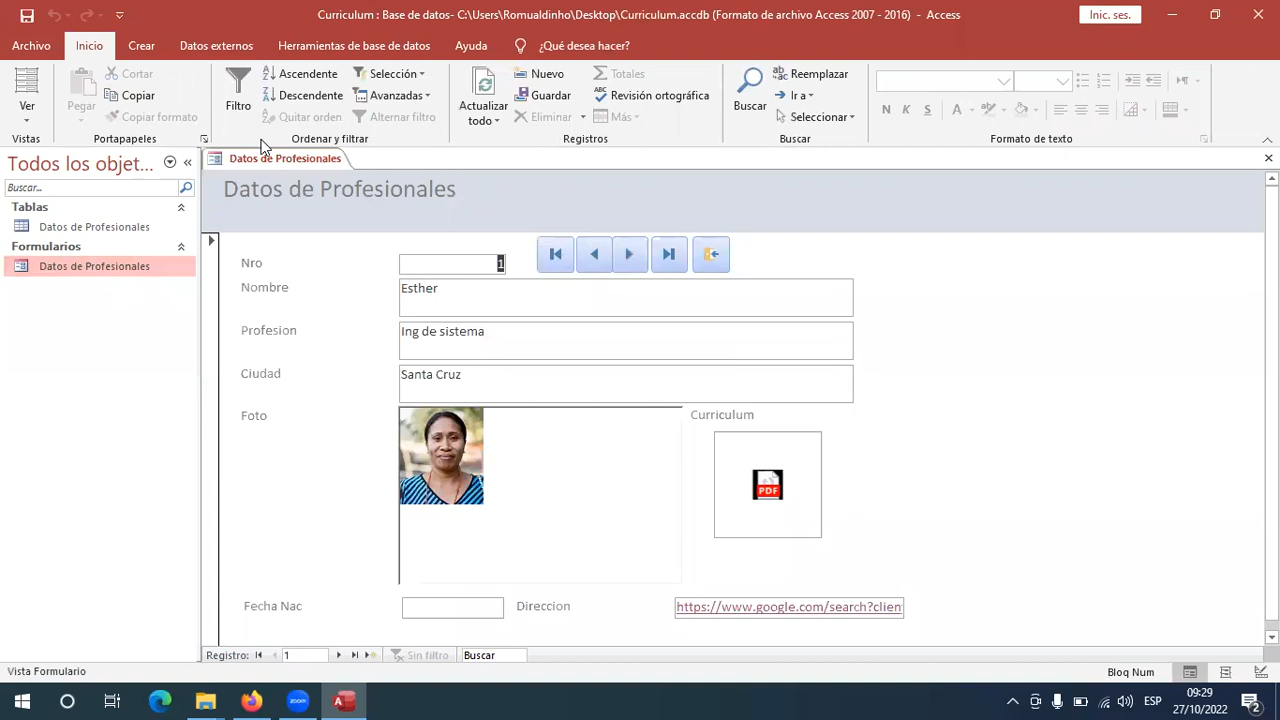 Curriculum : Base de datos- C:\Users\Romualdinho\Desktop\Curriculum.accdb (Formato de archivo Access 2007 - 2016) - Access
Inic. ses.
Archivo Inicio Crear Datos externos Herramientas de base de datos Ayuda ¿Qué desea hacer?
Ver
Vistas
Pegar
Cortar
Copiar
Copiar formato
Portapapeles
Filtro
Ascendente
Descendente
Quitar orden
Selección
Avanzadas
Alternar filtro
Ordenar y filtrar
Actualizar
todo
Nuevo
Guardar
Eliminar
Totales
Revisión ortográfica
Más
Registros
Buscar
Reemplazar
Ir a
Seleccionar
Buscar
N K S A
Formato de texto
Todos los objet...
Buscar...
Tablas
Datos de Profesionales
Formularios
Datos de Profesionales
Datos de Profesionales
Datos de Profesionales
Nro 1
Nombre Esther
Profesion Ing de sistema
Ciudad Santa Cruz
Foto
Curriculum
PDF
Fecha Nac
Direccion https://www.google.com/search?clien
Registro: 1 Sin filtro Buscar
Vista Formulario
Bloq Num
zoom
ESP
09:29
27/10/2022
2